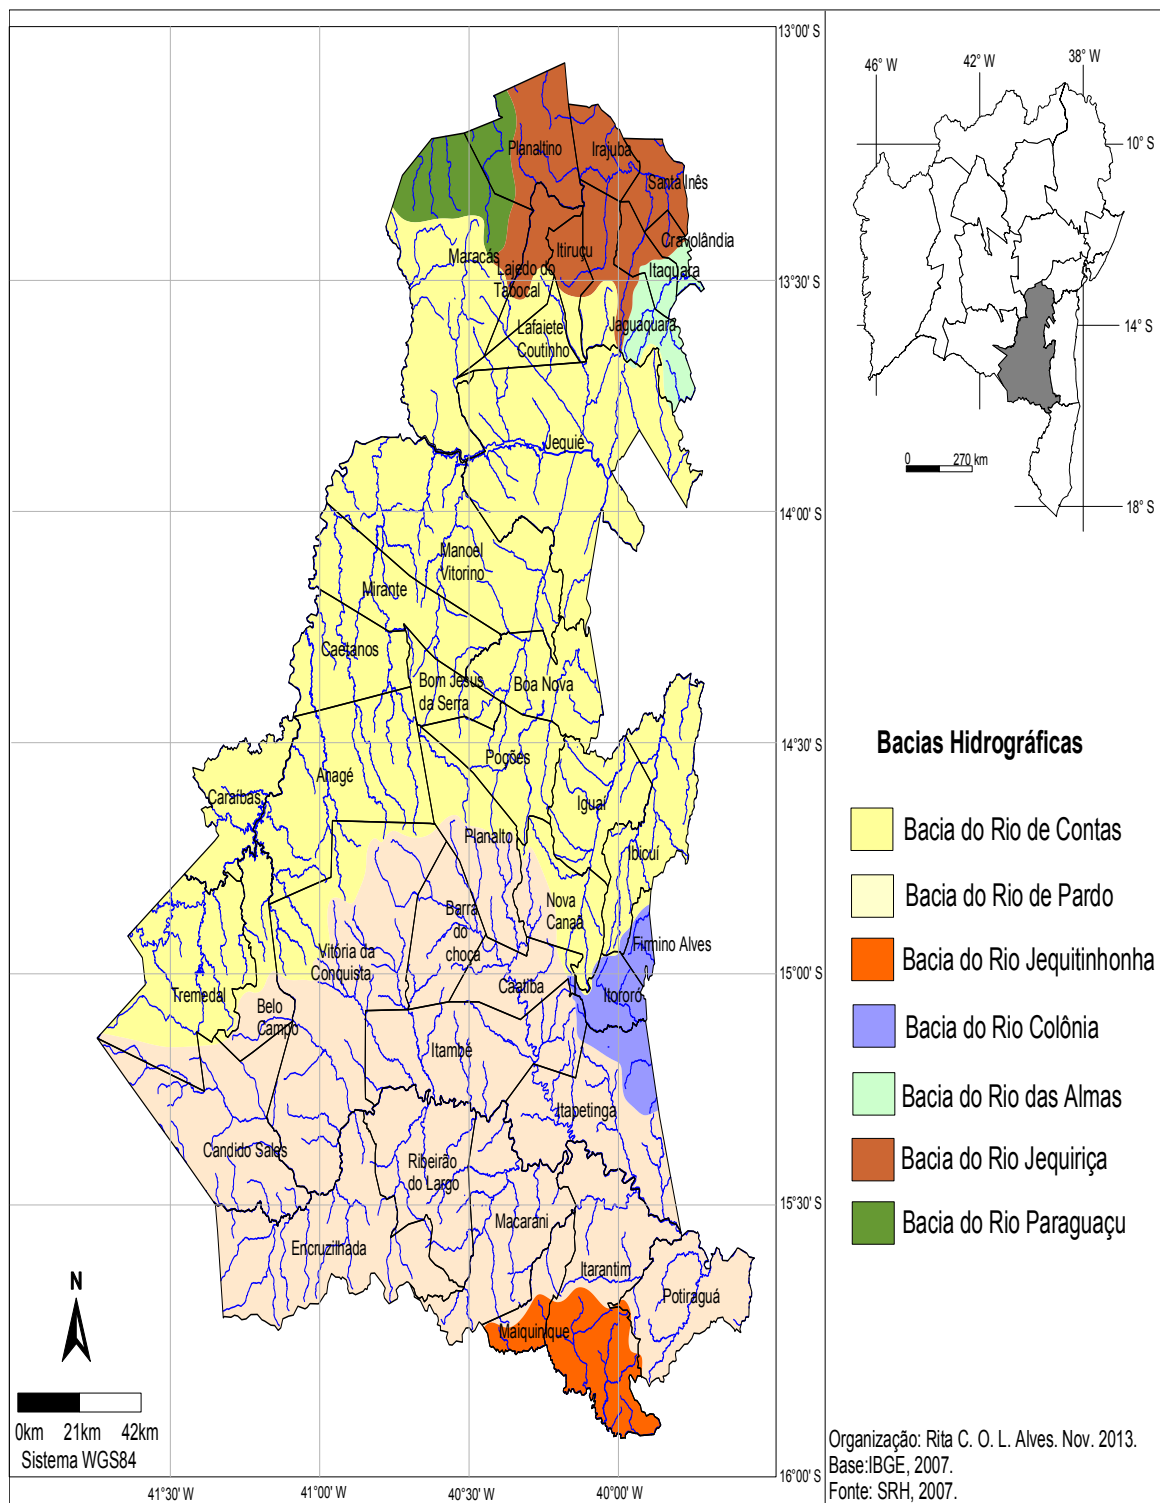 13°00' S
46° W
42° W
38° W
10° S
14° S
18° S
0
270 km
Planaltino
Irajuba
Santa Inês
Cravolândia
Itiruçu
Maracás
Lajedo do
Tabocal
Itaquara
13°5' S
Lafaiete
Coutinho
Jaguaquara
Jequié
14°00' S
Manoel
Vitorino
Mirante
Caetanos
Bom Jesus
da Serra
Boa Nova
14°5' S
Poções
Anagé
Caraíbas
Iguaí
Planalto
Ibicuí
Barra
do
choça
Nova
Canaã
Firmino Alves
Vitória da
Conquista
15°00' S
Caatiba
Itororó
Tremedal
Belo
Campo
Itambé
Itapetinga
Candido Sales
Ribeirão
do Largo
15°5' S
Macarani
Encruzilhada
Itarantim
Potiraguá
Maiquinique
16°00' S
N
0km 21km 42km
Sistema WGS84
41°30' W
41°00' W
40°30' W
40°00' W
Bacias Hidrográficas
Bacia do Rio de Contas
Bacia do Rio de Pardo
Bacia do Rio Jequitinhonha
Bacia do Rio Colônia
Bacia do Rio das Almas
Bacia do Rio Jequiriça
Bacia do Rio Paraguaçu
Organização: Rita C. O. L. Alves. Nov. 2013.
Base:IBGE, 2007.
Fonte: SRH, 2007.